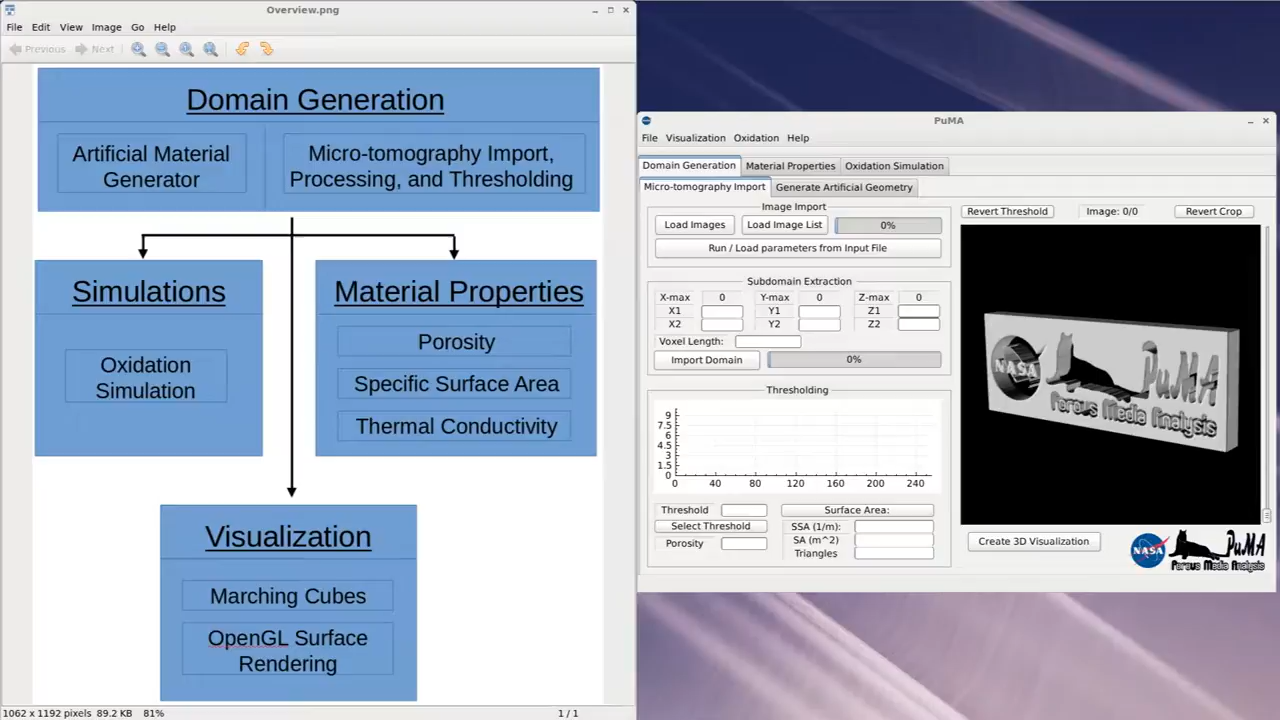 Overview.png
File Edit View Image Go Help
Previous Next
Domain Generation
Artificial Material
Generator
Micro-tomography Import,
Processing, and Thresholding
Simulations
Oxidation
Simulation
Material Properties
Porosity
Specific Surface Area
Thermal Conductivity
Visualization
Marching Cubes
OpenGL Surface
Rendering
1062 x 1192 pixels 89.2 KB 81% 1 / 1
PuMA
File Visualization Oxidation Help
Domain Generation Material Properties Oxidation Simulation
Micro-tomography Import Generate Artificial Geometry
Image Import
Load Images Load Image List 0%
Run / Load parameters from Input File
Subdomain Extraction
X-max 0 Y-max 0 Z-max 0
X1 Y1 Z1
X2 Y2 Z2
Voxel Length:
Import Domain 0%
Thresholding
9
7.5
6
4.5
3
1.5
0
0 40 80 120 160 200 240
Threshold Surface Area:
Select Threshold SSA (1/m):
Porosity SA (m^2)
Triangles
Revert Threshold Image: 0/0 Revert Crop
NASA PuMA
Porous Media Analysis
Create 3D Visualization
NASA PuMA
Porous Media Analysis